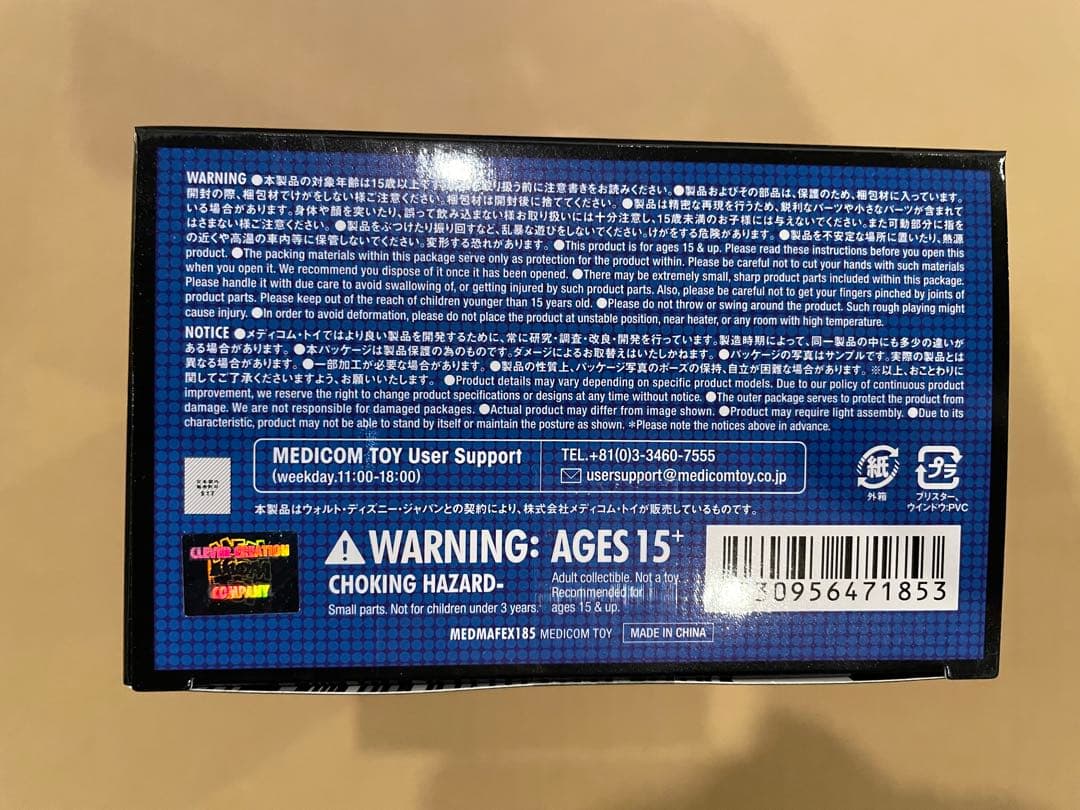 WARNING ●本製品の対象年齢は15歳以上です 取り扱う前に注意書きをお読みください。●製品およびその部品は、保護のため、梱包材に入っています。
開封の際、梱包材でけがをしない様ご注意ください。梱包材は開封後に捨ててください。●製品は精密な再現を行うため、鋭利なパーツや小さなパーツが含まれて
いる場合があります。身体や顔を突いたり、誤って飲み込まない様お取り扱いには十分注意し、15歳未満のお子様には与えないでください。また可動部分に指を
はさまない様ご注意ください。●製品をぶつけたり振り回すなど、乱暴な遊びをしないでください。けがをする危険があります。●製品を不安定な場所に置いたり、熱源
の近くや高温の車内等に保管しないでください。変形する恐れがあります。●This product is for ages 15 & up. Please read these instructions before you open this
product. ●The packing materials within this package serve only as protection for the product within. Please be careful not to cut your hands with such materials
when you open it. We recommend you dispose of it once it has been opened. ●There may be extremely small, sharp product parts included within this package.
Please handle it with due care to avoid swallowing of, or getting injured by such product parts. Also, please be careful not to get your fingers pinched by joints of
product parts. Please keep out of the reach of children younger than 15 years old. ●Please do not throw or swing around the product. Such rough playing might
cause injury. ●In order to avoid deformation, please do not place the product at unstable position, near heater, or any room with high temperature.
NOTICE ●メディコム・トイではより良い製品を開発するために、常に研究・調査・改良・開発を行っています。製造時期によって、同一製品の中にも多少の違いが
ある場合があります。●本パッケージは製品保護の為のものです。ダメージによるお取替えはいたしかねます。●パッケージの写真はサンプルです。実際の製品とは
異なる場合があります。●一部加工が必要な場合があります。●製品の性質上、パッケージ写真のポーズの保持、自立が困難な場合があります。※以上、おことわりに
関してご了承くださいますよう、お願いいたします。●Product details may vary depending on specific product models. Due to our policy of continuous product
improvement, we reserve the right to change product specifications or designs at any time without notice. ●The outer package serves to protect the product from
damage. We are not responsible for damaged packages. ●Actual product may differ from image shown. ●Product may require light assembly. ●Due to its
characteristic, product may not be able to stand by itself or maintain the posture as shown. *Please note the notices above in advance.
MEDICOM TOY User Support
(weekday.11:00-18:00)
TEL.+81(0)3-3460-7555
usersupport@medicomtoy.co.jp
紙
外箱
プラ
ブリスター、
ウインドウ:PVC
本製品はウォルト・ディズニー・ジャパンとの契約により、株式会社メディコム・トイが販売しているものです。
CLEVER CREATION
COMPANY
WARNING:
CHOKING HAZARD-
Small parts. Not for children under 3 years.
AGES 15+
Adult collectible. Not a toy.
Recommended for
ages 15 & up.
30956471853
MEDMAFEX185 MEDICOM TOY MADE IN CHINA